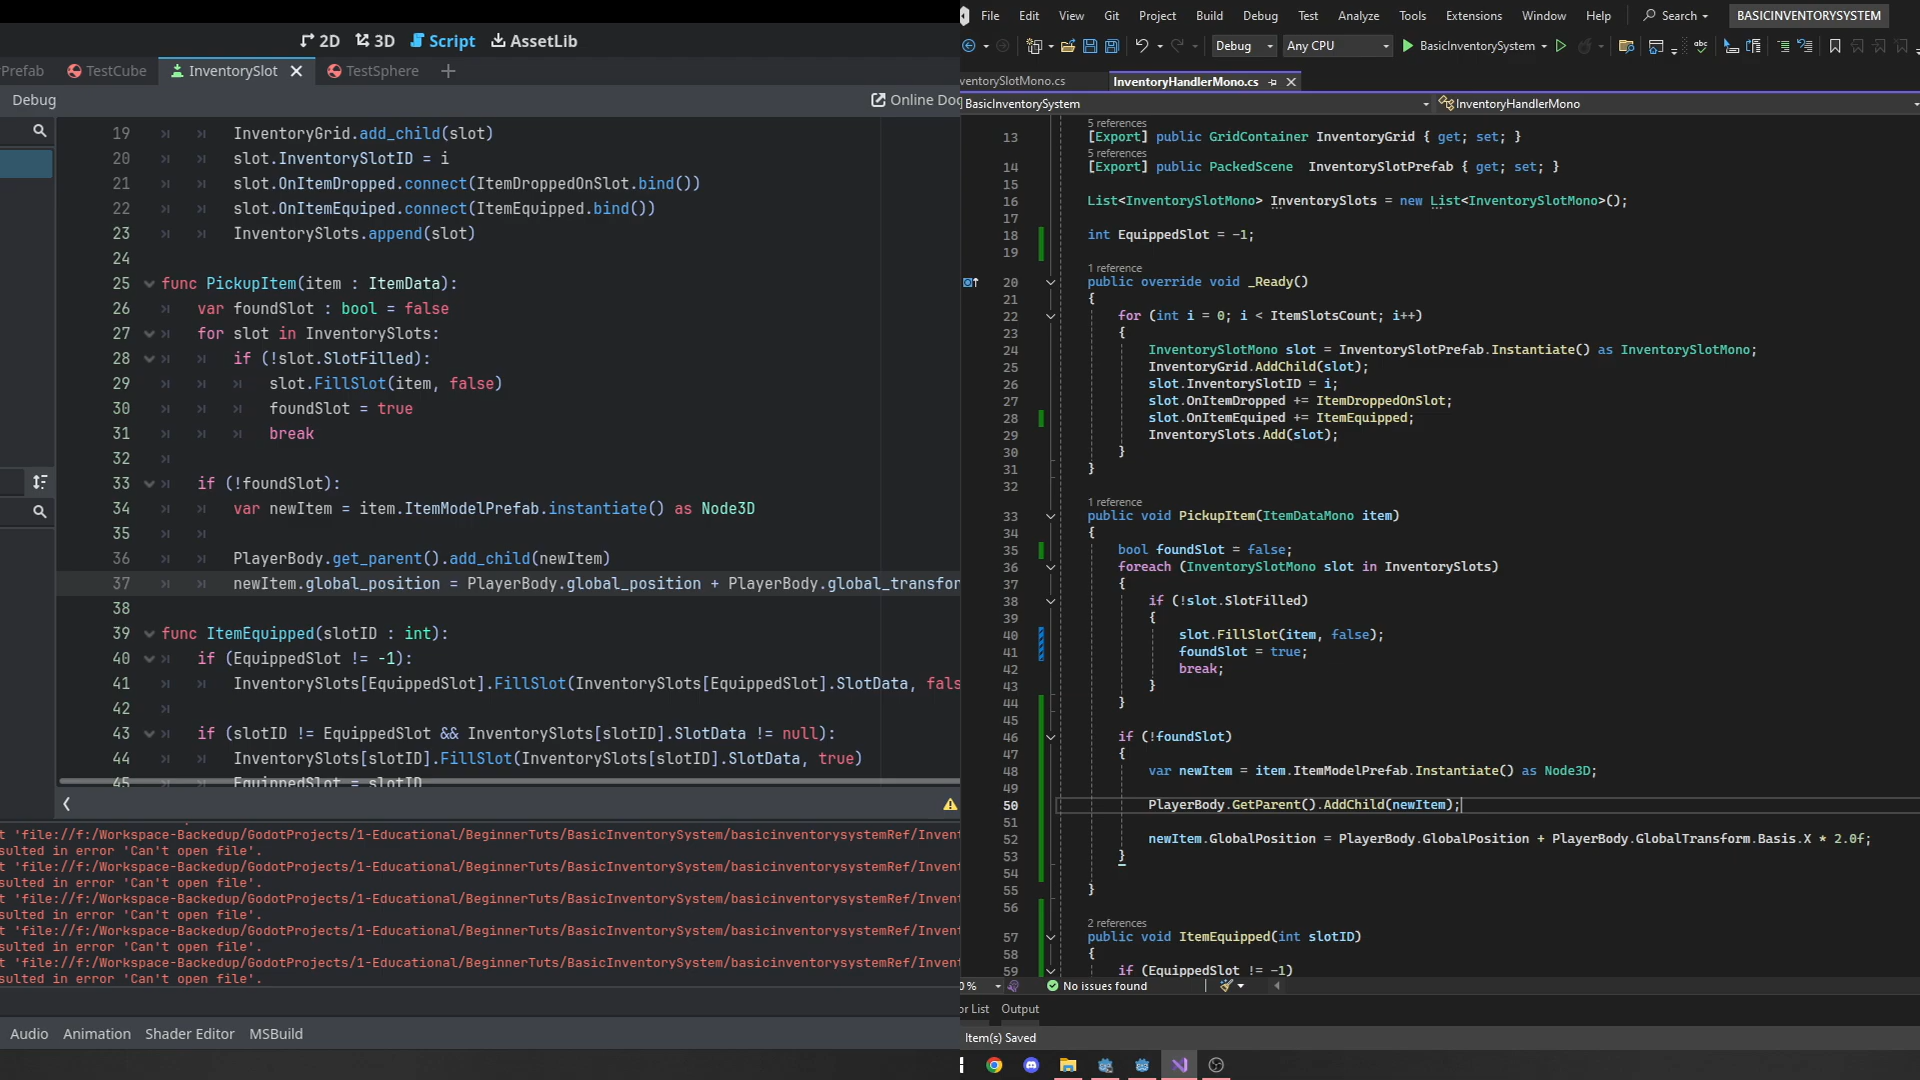 2D 3D Script AssetLib
Prefab TestCube InventorySlot TestSphere
Debug Online Doc
19 InventoryGrid.add_child(slot)
20 slot.InventorySlotID = i
21 slot.OnItemDropped.connect(ItemDroppedOnSlot.bind())
22 slot.OnItemEquiped.connect(ItemEquipped.bind())
23 InventorySlots.append(slot)
24
25 func PickupItem(item : ItemData):
26 var foundSlot : bool = false
27 for slot in InventorySlots:
28 if (!slot.SlotFilled):
29 slot.FillSlot(item, false)
30 foundSlot = true
31 break
32
33 if (!foundSlot):
34 var newItem = item.ItemModelPrefab.instantiate() as Node3D
35
36 PlayerBody.get_parent().add_child(newItem)
37 newItem.global_position = PlayerBody.global_position + PlayerBody.global_transfor
38
39 func ItemEquipped(slotID : int):
40 if (EquippedSlot != -1):
41 InventorySlots[EquippedSlot].FillSlot(InventorySlots[EquippedSlot].SlotData, fals
42
43 if (slotID != EquippedSlot && InventorySlots[slotID].SlotData != null):
44 InventorySlots[slotID].FillSlot(InventorySlots[slotID].SlotData, true)
45 EquippedSlot = slotID
t 'file://f:/Workspace-Backedup/GodotProjects/1-Educational/BeginnerTuts/BasicInventorySystem/basicinventorysystemRef/Invent
sulted in error 'Can't open file'.
t 'file://f:/Workspace-Backedup/GodotProjects/1-Educational/BeginnerTuts/BasicInventorySystem/basicinventorysystemRef/Invent
sulted in error 'Can't open file'.
t 'file://f:/Workspace-Backedup/GodotProjects/1-Educational/BeginnerTuts/BasicInventorySystem/basicinventorysystemRef/Invent
sulted in error 'Can't open file'.
t 'file://f:/Workspace-Backedup/GodotProjects/1-Educational/BeginnerTuts/BasicInventorySystem/basicinventorysystemRef/Invent
sulted in error 'Can't open file'.
t 'file://f:/Workspace-Backedup/GodotProjects/1-Educational/BeginnerTuts/BasicInventorySystem/basicinventorysystemRef/Invent
sulted in error 'Can't open file'.
Audio Animation Shader Editor MSBuild
File Edit View Git Project Build Debug Test Analyze Tools Extensions Window Help Search BASICINVENTORYSYSTEM
Debug Any CPU BasicInventorySystem
ventorySlotMono.cs InventoryHandlerMono.cs
BasicInventorySystem InventoryHandlerMono
5 references
13 [Export] public GridContainer InventoryGrid { get; set; }
5 references
14 [Export] public PackedScene InventorySlotPrefab { get; set; }
15
16 List<InventorySlotMono> InventorySlots = new List<InventorySlotMono>();
17
18 int EquippedSlot = -1;
19
1 reference
20 public override void _Ready()
21 {
22 for (int i = 0; i < ItemSlotsCount; i++)
23 {
24 InventorySlotMono slot = InventorySlotPrefab.Instantiate() as InventorySlotMono;
25 InventoryGrid.AddChild(slot);
26 slot.InventorySlotID = i;
27 slot.OnItemDropped += ItemDroppedOnSlot;
28 slot.OnItemEquiped += ItemEquipped;
29 InventorySlots.Add(slot);
30 }
31 }
32
1 reference
33 public void PickupItem(ItemDataMono item)
34 {
35 bool foundSlot = false;
36 foreach (InventorySlotMono slot in InventorySlots)
37 {
38 if (!slot.SlotFilled)
39 {
40 slot.FillSlot(item, false);
41 foundSlot = true;
42 break;
43 }
44 }
45
46 if (!foundSlot)
47 {
48 var newItem = item.ItemModelPrefab.Instantiate() as Node3D;
49
50 PlayerBody.GetParent().AddChild(newItem);
51
52 newItem.GlobalPosition = PlayerBody.GlobalPosition + PlayerBody.GlobalTransform.Basis.X * 2.0f;
53 }
54
55 }
56
2 references
57 public void ItemEquipped(int slotID)
58 {
59 if (EquippedSlot != -1)
0 % No issues found
or List Output
Item(s) Saved